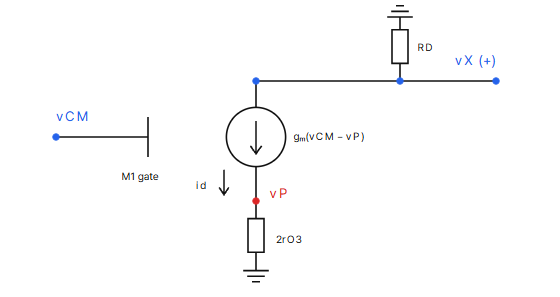 RD
vX (+)
vCM
gₘ(vCM – vP)
M1 gate
id
vP
2rO3